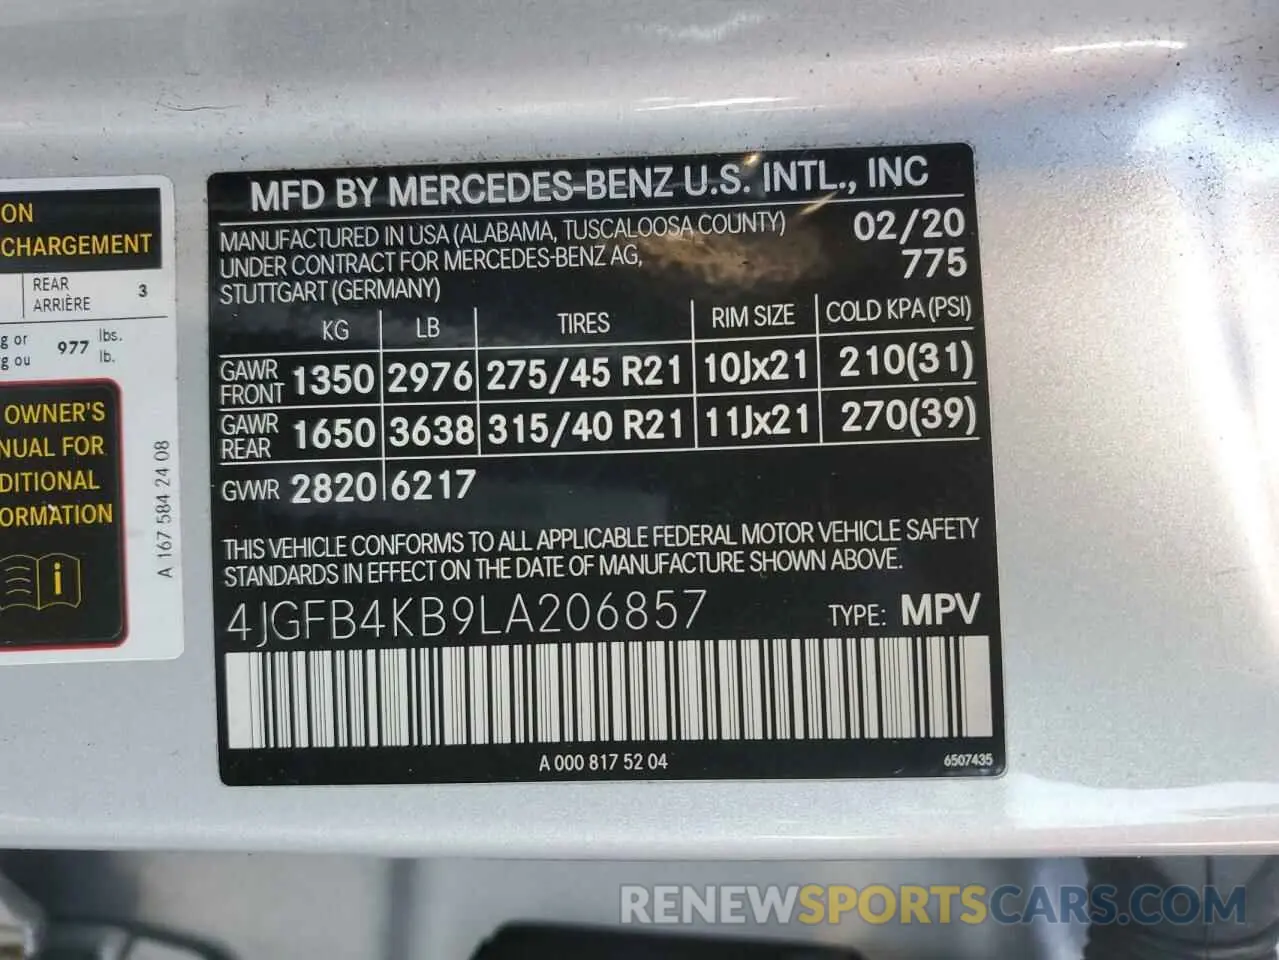 ON
CHARGEMENT
REAR
ARRIÈRE
3
g or
g ou
977
lbs.
lb.
OWNER'S
NUAL FOR
DITIONAL
ORMATION
i
A 167 584 24 08
MFD BY MERCEDES-BENZ U.S. INTL., INC
MANUFACTURED IN USA (ALABAMA, TUSCALOOSA COUNTY) 02/20
UNDER CONTRACT FOR MERCEDES-BENZ AG, 775
STUTTGART (GERMANY)
KG LB TIRES RIM SIZE COLD KPA (PSI)
GAWR FRONT 1350 2976 275/45 R21 10Jx21 210(31)
GAWR REAR 1650 3638 315/40 R21 11Jx21 270(39)
GVWR 2820 6217
THIS VEHICLE CONFORMS TO ALL APPLICABLE FEDERAL MOTOR VEHICLE SAFETY
STANDARDS IN EFFECT ON THE DATE OF MANUFACTURE SHOWN ABOVE.
4JGFB4KB9LA206857 TYPE: MPV
A 000 817 52 04
6507435
RENEWSPORTSCARS.COM